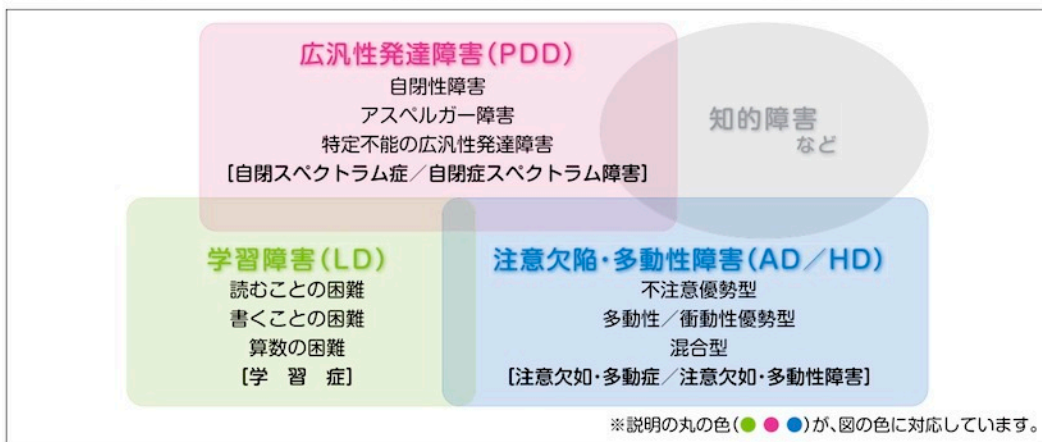 広汎性発達障害(PDD)
自閉性障害
アスペルガー障害
特定不能の広汎性発達障害
[自閉スペクトラム症／自閉症スペクトラム障害]
知的障害
など
学習障害(LD)
読むことの困難
書くことの困難
算数の困難
[学 習 症]
注意欠陥・多動性障害(AD／HD)
不注意優勢型
多動性／衝動性優勢型
混合型
[注意欠如・多動症／注意欠如・多動性障害]
※説明の丸の色(●●●)が、図の色に対応しています。